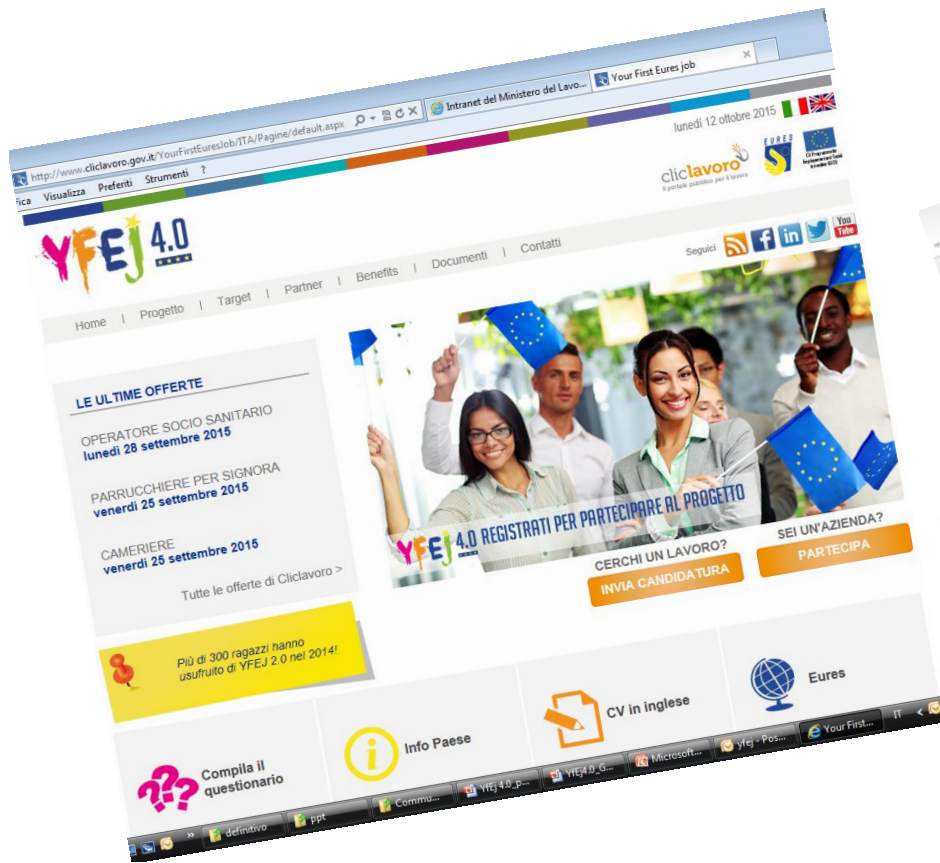 Intranet del Ministero del Lavo...
Your First Eures job
http://www.cliclavoro.gov.it/YourFirstEuresJob/ITA/Pagine/default.aspx
fica Visualizza Preferiti Strumenti ?
lunedì 12 ottobre 2015
cliclavoro
Il portale pubblico per il lavoro
EURES
YFEJ 4.0
Seguici
You
Tube
Home | Progetto | Target | Partner | Benefits | Documenti | Contatti
LE ULTIME OFFERTE
OPERATORE SOCIO SANITARIO
lunedì 28 settembre 2015
PARRUCCHIERE PER SIGNORA
venerdì 25 settembre 2015
CAMERIERE
venerdì 25 settembre 2015
Tutte le offerte di Cliclavoro >
YFEJ 4.0 REGISTRATI PER PARTECIPARE AL PROGETTO
CERCHI UN LAVORO?
INVIA CANDIDATURA
SEI UN'AZIENDA?
PARTECIPA
Più di 300 ragazzi hanno
usufruito di YFEJ 2.0 nel 2014!
Compila il
questionario
Info Paese
CV in inglese
Eures
» definitivo
ppt
Commu...
YfEj4.0_p...
YfEj4.0_G...
Microsoft...
yfej - Pos...
Your First...
IT <